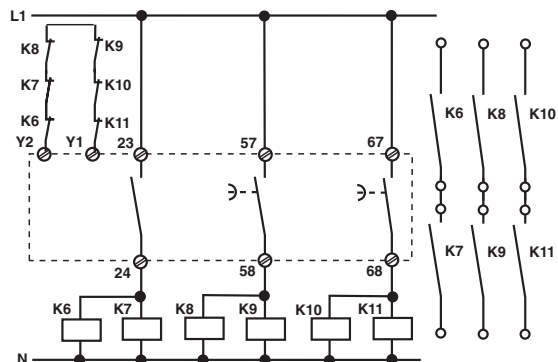 L1
K8 K9
K7 K10
K6 K11
Y2 Y1 23 57 67
K6 K8 K10
K7 K9 K11
24 58 68
K6 K7 K8 K9 K10 K11
N